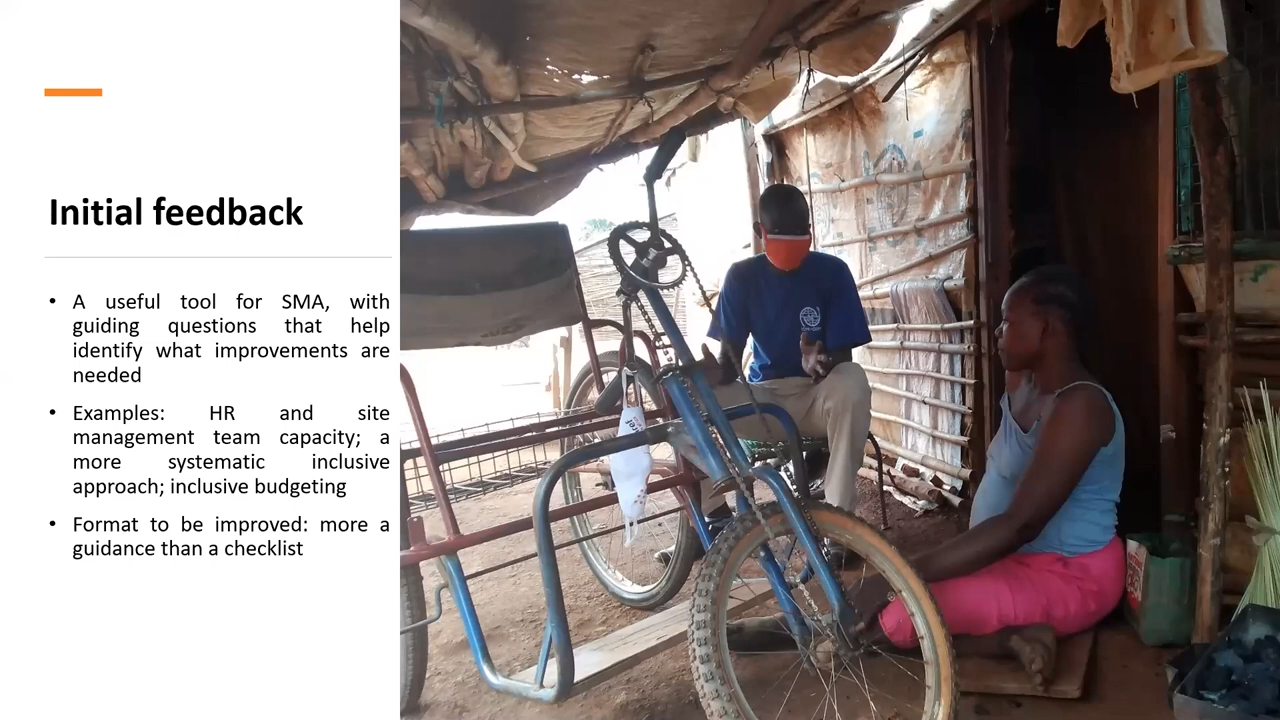 Initial feedback
• A useful tool for SMA, with
guiding questions that help
identify what improvements are
needed
• Examples: HR and site
management team capacity; a
more systematic inclusive
approach; inclusive budgeting
• Format to be improved: more a
guidance than a checklist